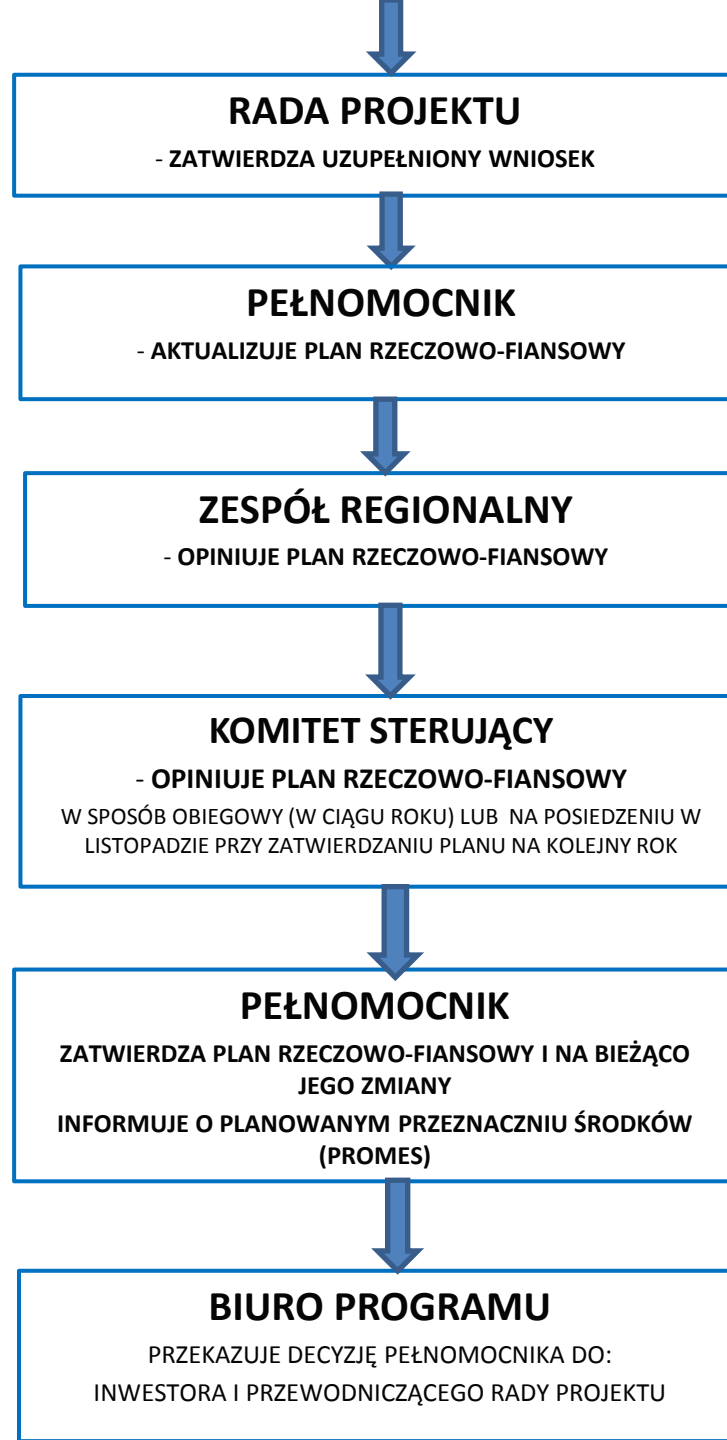 RADA PROJEKTU
- ZATWIERDZA UZUPEŁNIONY WNIOSEK
PEŁNOMOCNIK
- AKTUALIZUJE PLAN RZECZOWO-FIANSOWY
ZESPÓŁ REGIONALNY
- OPINIUJE PLAN RZECZOWO-FIANSOWY
KOMITET STERUJĄCY
- OPINIUJE PLAN RZECZOWO-FIANSOWY
W SPOSÓB OBIEGOWY (W CIĄGU ROKU) LUB NA POSIEDZENIU W
LISTOPADZIE PRZY ZATWIERDZANIU PLANU NA KOLEJNY ROK
PEŁNOMOCNIK
ZATWIERDZA PLAN RZECZOWO-FIANSOWY I NA BIEŻĄCO
JEGO ZMIANY
INFORMUJE O PLANOWANYM PRZEZNACZNIU ŚRODKÓW
(PROMES)
BIURO PROGRAMU
PRZEKAZUJE DECYZJĘ PEŁNOMOCNIKA DO:
INWESTORA I PRZEWODNICZĄCEGO RADY PROJEKTU